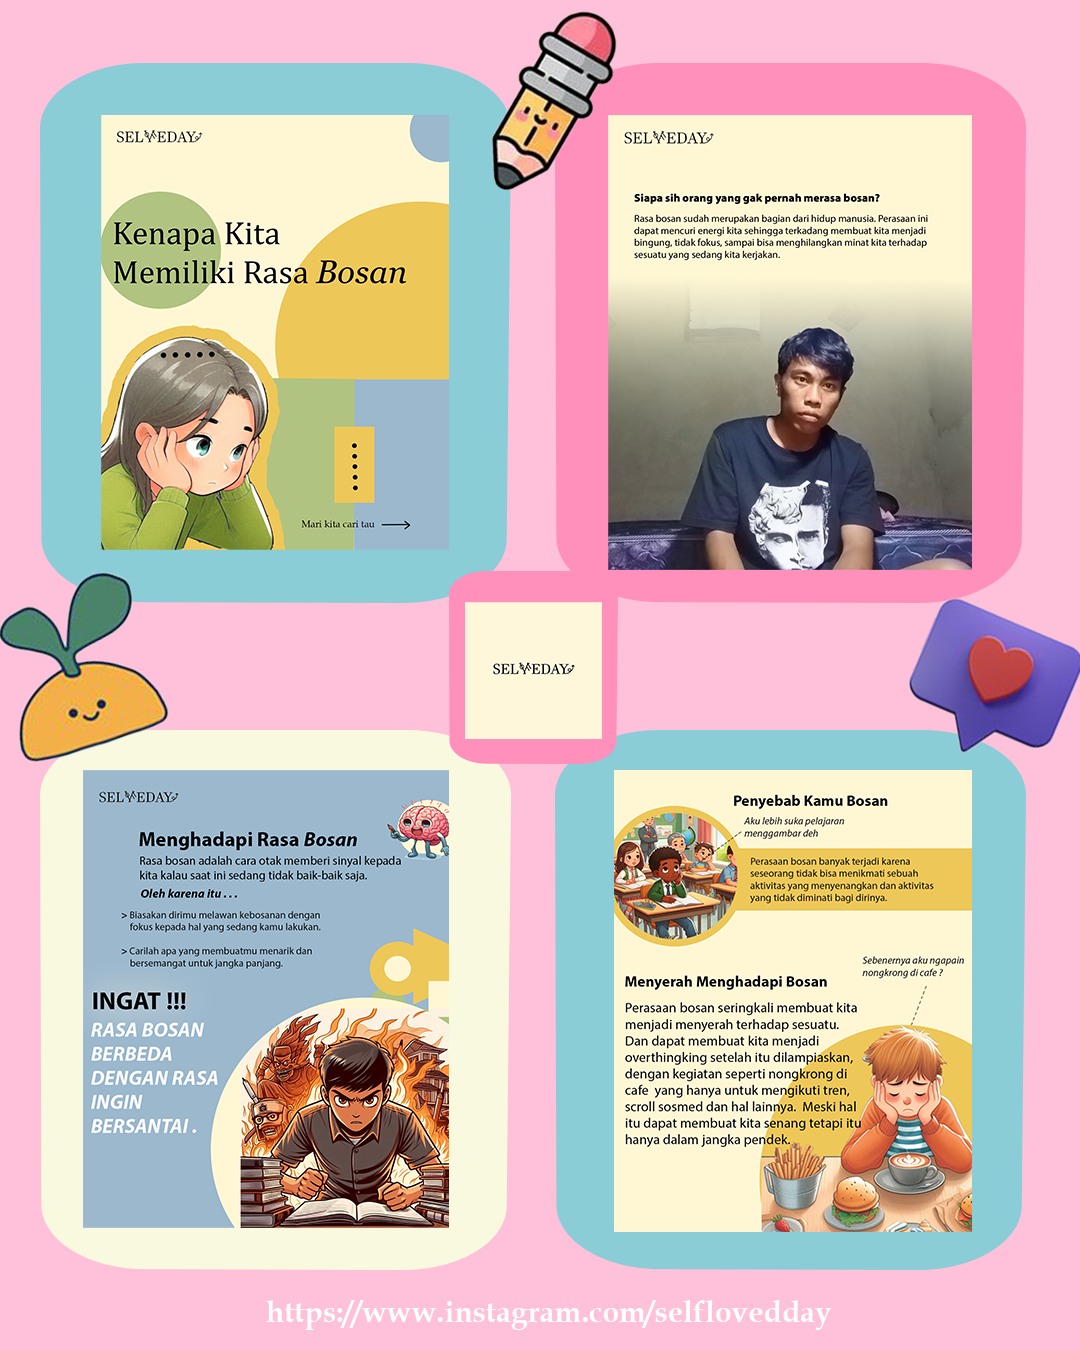 SELVEDAY
Kenapa Kita
Memiliki Rasa Bosan
Mari kita cari tau
SELVEDAY
Siapa sih orang yang gak pernah merasa bosan?
Rasa bosan sudah merupakan bagian dari hidup manusia. Perasaan ini
dapat mencuri energi kita sehingga terkadang membuat kita menjadi
bingung, tidak fokus, sampai bisa menghilangkan minat kita terhadap
sesuatu yang sedang kita kerjakan.
SELVEDAY
SELVEDAY
Menghadapi Rasa Bosan
Rasa bosan adalah cara otak memberi sinyal kepada
kita kalau saat ini sedang tidak baik-baik saja.
Oleh karena itu . . .
> Biasakan dirimu melawan kebosanan dengan
fokus kepada hal yang sedang kamu lakukan.
> Carilah apa yang membuatmu menarik dan
bersemangat untuk jangka panjang.
INGAT !!!
RASA BOSAN
BERBEDA
DENGAN RASA
INGIN
BERSANTAI .
Penyebab Kamu Bosan
Aku lebih suka pelajaran
menggambar deh
Perasaan bosan banyak terjadi karena
seseorang tidak bisa menikmati sebuah
aktivitas yang menyenangkan dan aktivitas
yang tidak diminati bagi dirinya.
Sebenernya aku ngapain
nongkrong di cafe ?
Menyerah Menghadapi Bosan
Perasaan bosan seringkali membuat kita
menjadi menyerah terhadap sesuatu.
Dan dapat membuat kita menjadi
overthingking setelah itu dilampiaskan,
dengan kegiatan seperti nongkrong di
cafe yang hanya untuk mengikuti tren,
scroll sosmed dan hal lainnya. Meski hal
itu dapat membuat kita senang tetapi itu
hanya dalam jangka pendek.
https://www.instagram.com/selflovedday